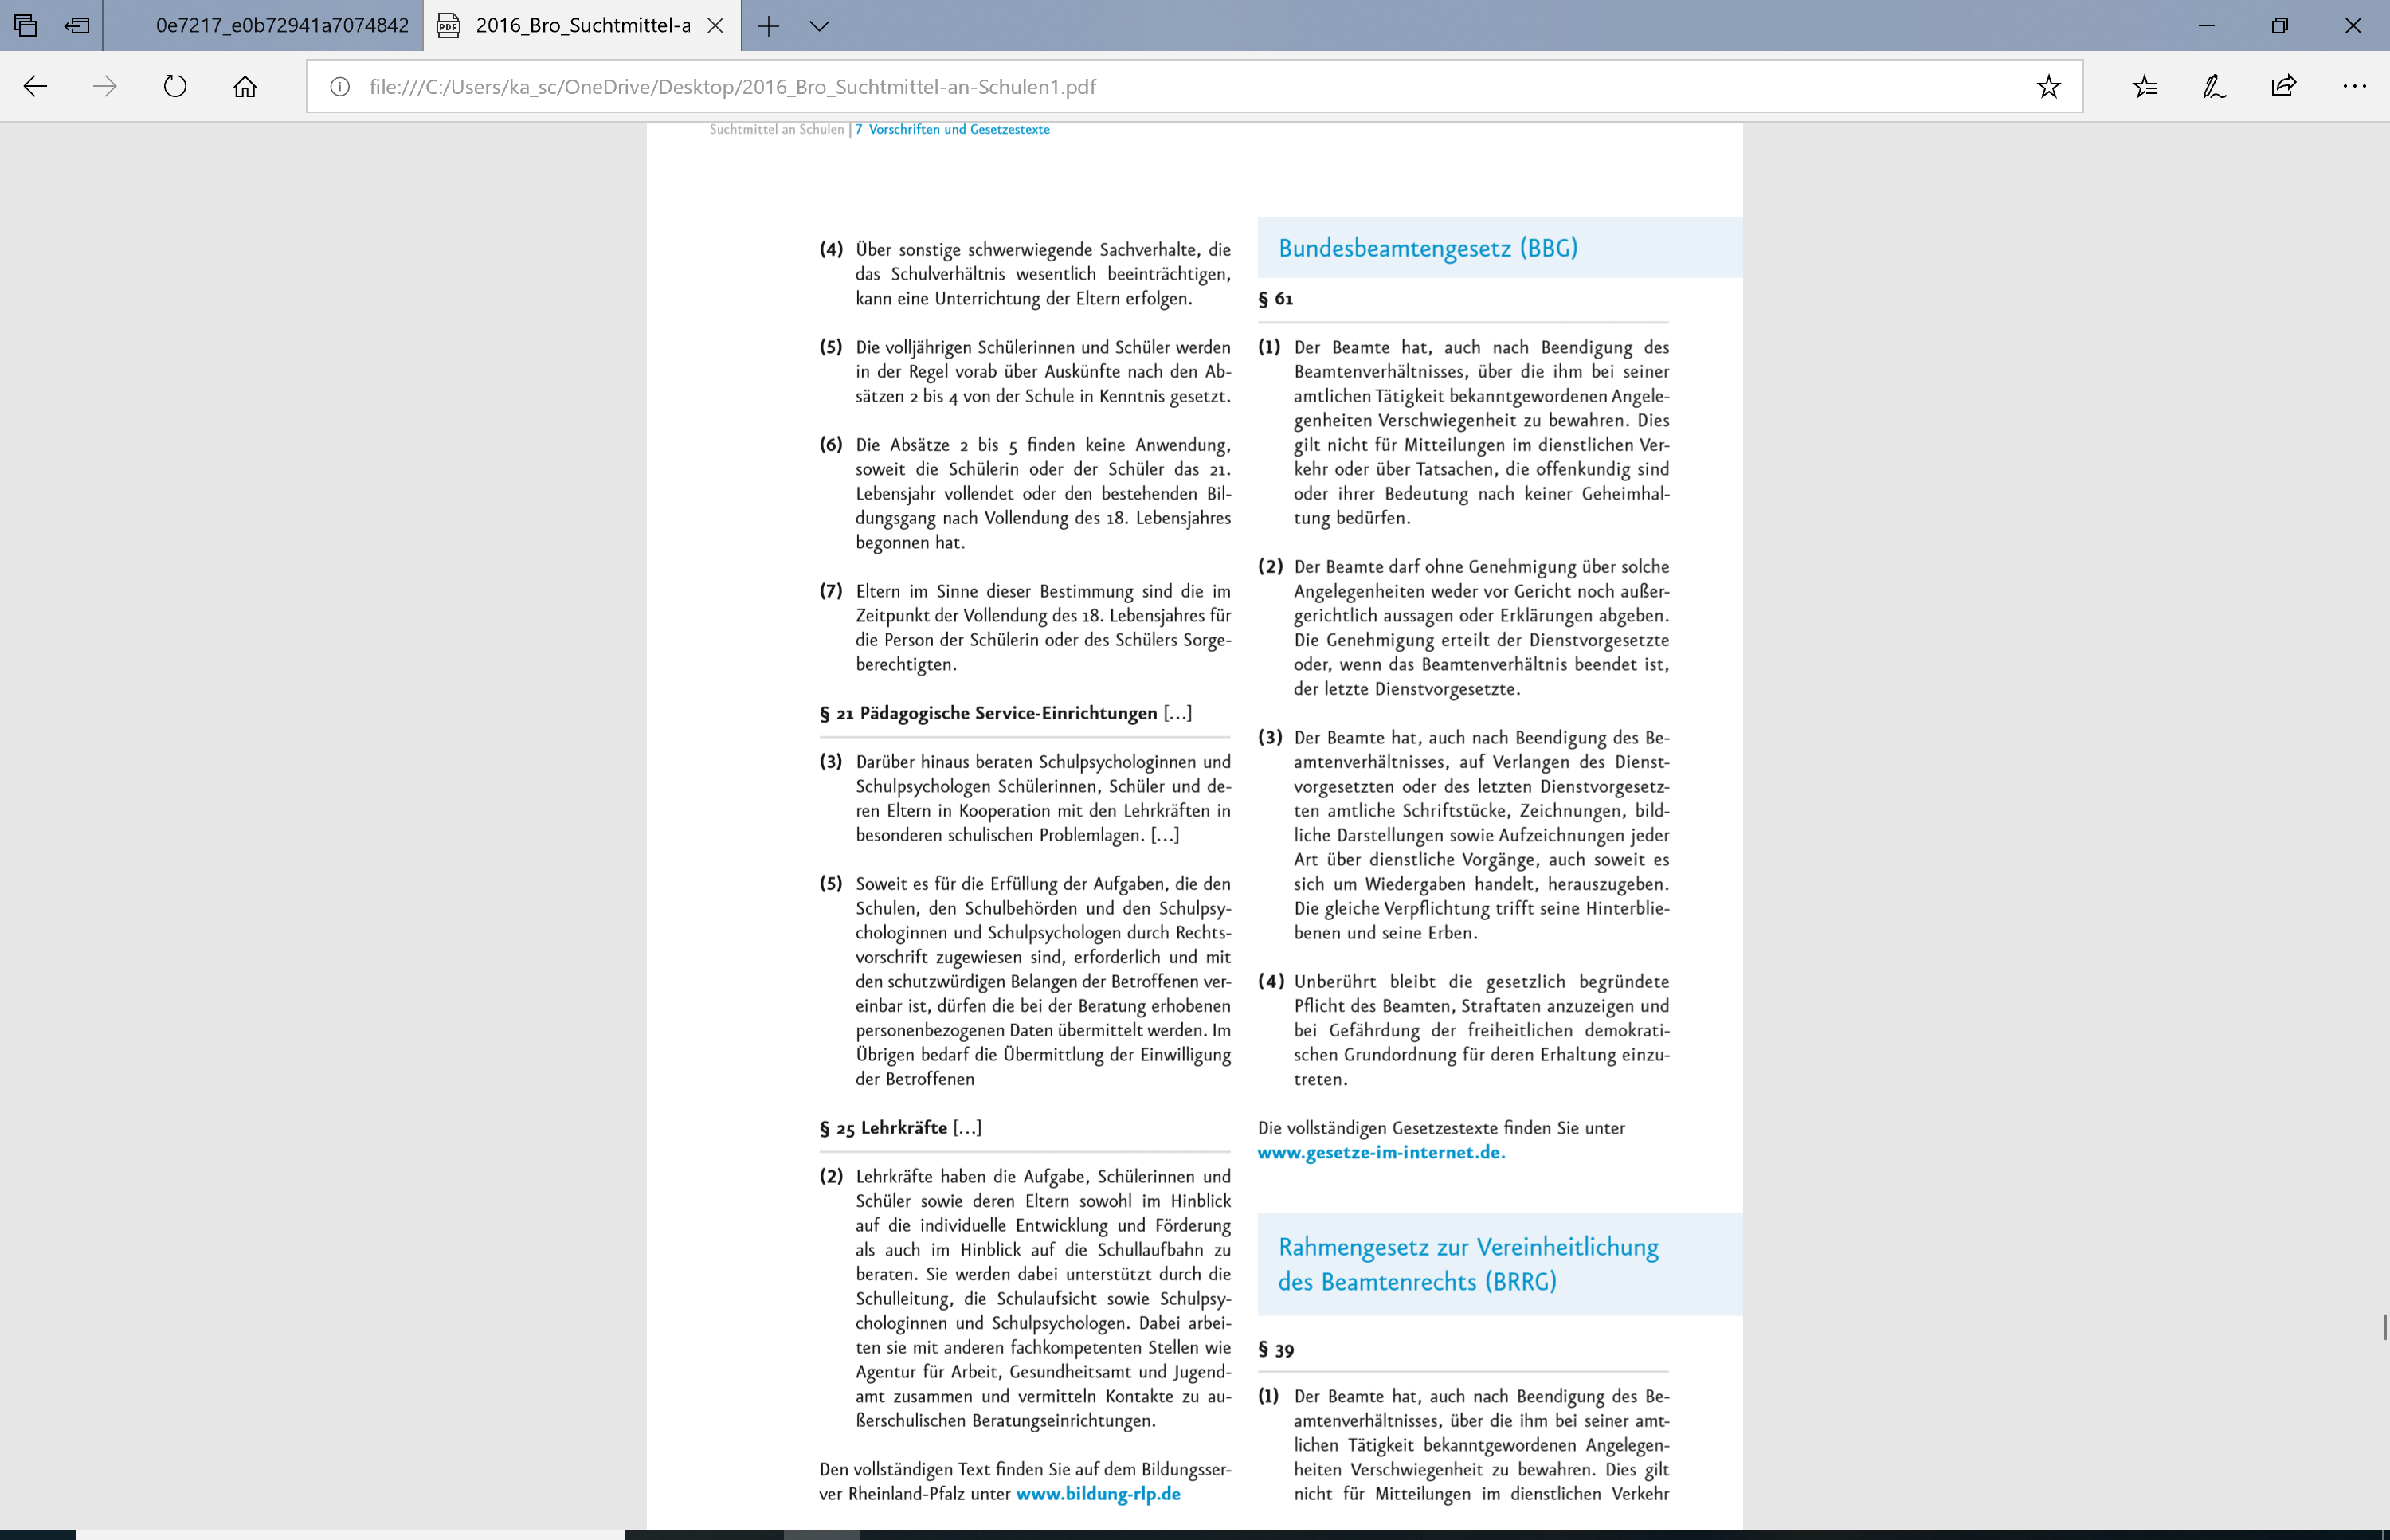 0e7217_e0b72941a7074842
2016_Bro_Suchtmittel-a
file:///C:/Users/ka_sc/OneDrive/Desktop/2016_Bro_Suchtmittel-an-Schulen1.pdf
Suchtmittel an Schulen | 7 Vorschriften und Gesetzestexte
(4) Über sonstige schwerwiegende Sachverhalte, die
das Schulverhältnis wesentlich beeinträchtigen,
kann eine Unterrichtung der Eltern erfolgen.
(5) Die volljährigen Schülerinnen und Schüler werden
in der Regel vorab über Auskünfte nach den Ab-
sätzen 2 bis 4 von der Schule in Kenntnis gesetzt.
(6) Die Absätze 2 bis 5 finden keine Anwendung,
soweit die Schülerin oder der Schüler das 21.
Lebensjahr vollendet oder den bestehenden Bil-
dungsgang nach Vollendung des 18. Lebensjahres
begonnen hat.
(7) Eltern im Sinne dieser Bestimmung sind die im
Zeitpunkt der Vollendung des 18. Lebensjahres für
die Person der Schülerin oder des Schülers Sorge-
berechtigten.
§ 21 Pädagogische Service-Einrichtungen [...]
(3) Darüber hinaus beraten Schulpsychologinnen und
Schulpsychologen Schülerinnen, Schüler und de-
ren Eltern in Kooperation mit den Lehrkräften in
besonderen schulischen Problemlagen. [...]
(5) Soweit es für die Erfüllung der Aufgaben, die den
Schulen, den Schulbehörden und den Schulpsy-
chologinnen und Schulpsychologen durch Rechts-
vorschrift zugewiesen sind, erforderlich und mit
den schutzwürdigen Belangen der Betroffenen ver-
einbar ist, dürfen die bei der Beratung erhobenen
personenbezogenen Daten übermittelt werden. Im
Übrigen bedarf die Übermittlung der Einwilligung
der Betroffenen
§ 25 Lehrkräfte [...]
(2) Lehrkräfte haben die Aufgabe, Schülerinnen und
Schüler sowie deren Eltern sowohl im Hinblick
auf die individuelle Entwicklung und Förderung
als auch im Hinblick auf die Schullaufbahn zu
beraten. Sie werden dabei unterstützt durch die
Schulleitung, die Schulaufsicht sowie Schulpsy-
chologinnen und Schulpsychologen. Dabei arbei-
ten sie mit anderen fachkompetenten Stellen wie
Agentur für Arbeit, Gesundheitsamt und Jugend-
amt zusammen und vermitteln Kontakte zu au-
ßerschulischen Beratungseinrichtungen.
Den vollständigen Text finden Sie auf dem Bildungsser-
ver Rheinland-Pfalz unter www.bildung-rlp.de
Bundesbeamtengesetz (BBG)
§ 61
(1) Der Beamte hat, auch nach Beendigung des
Beamtenverhältnisses, über die ihm bei seiner
amtlichen Tätigkeit bekanntgewordenen Angele-
genheiten Verschwiegenheit zu bewahren. Dies
gilt nicht für Mitteilungen im dienstlichen Ver-
kehr oder über Tatsachen, die offenkundig sind
oder ihrer Bedeutung nach keiner Geheimhal-
tung bedürfen.
(2) Der Beamte darf ohne Genehmigung über solche
Angelegenheiten weder vor Gericht noch außer-
gerichtlich aussagen oder Erklärungen abgeben.
Die Genehmigung erteilt der Dienstvorgesetzte
oder, wenn das Beamtenverhältnis beendet ist,
der letzte Dienstvorgesetzte.
(3) Der Beamte hat, auch nach Beendigung des Be-
amtenverhältnisses, auf Verlangen des Dienst-
vorgesetzten oder des letzten Dienstvorgesetz-
ten amtliche Schriftstücke, Zeichnungen, bild-
liche Darstellungen sowie Aufzeichnungen jeder
Art über dienstliche Vorgänge, auch soweit es
sich um Wiedergaben handelt, herauszugeben.
Die gleiche Verpflichtung trifft seine Hinterblie-
benen und seine Erben.
(4) Unberührt bleibt die gesetzlich begründete
Pflicht des Beamten, Straftaten anzuzeigen und
bei Gefährdung der freiheitlichen demokrati-
schen Grundordnung für deren Erhaltung einzu-
treten.
Die vollständigen Gesetzestexte finden Sie unter
www.gesetze-im-internet.de.
Rahmengesetz zur Vereinheitlichung
des Beamtenrechts (BRRG)
§ 39
(1) Der Beamte hat, auch nach Beendigung des Be-
amtenverhältnisses, über die ihm bei seiner amt-
lichen Tätigkeit bekanntgewordenen Angelegen-
heiten Verschwiegenheit zu bewahren. Dies gilt
nicht für Mitteilungen im dienstlichen Verkehr